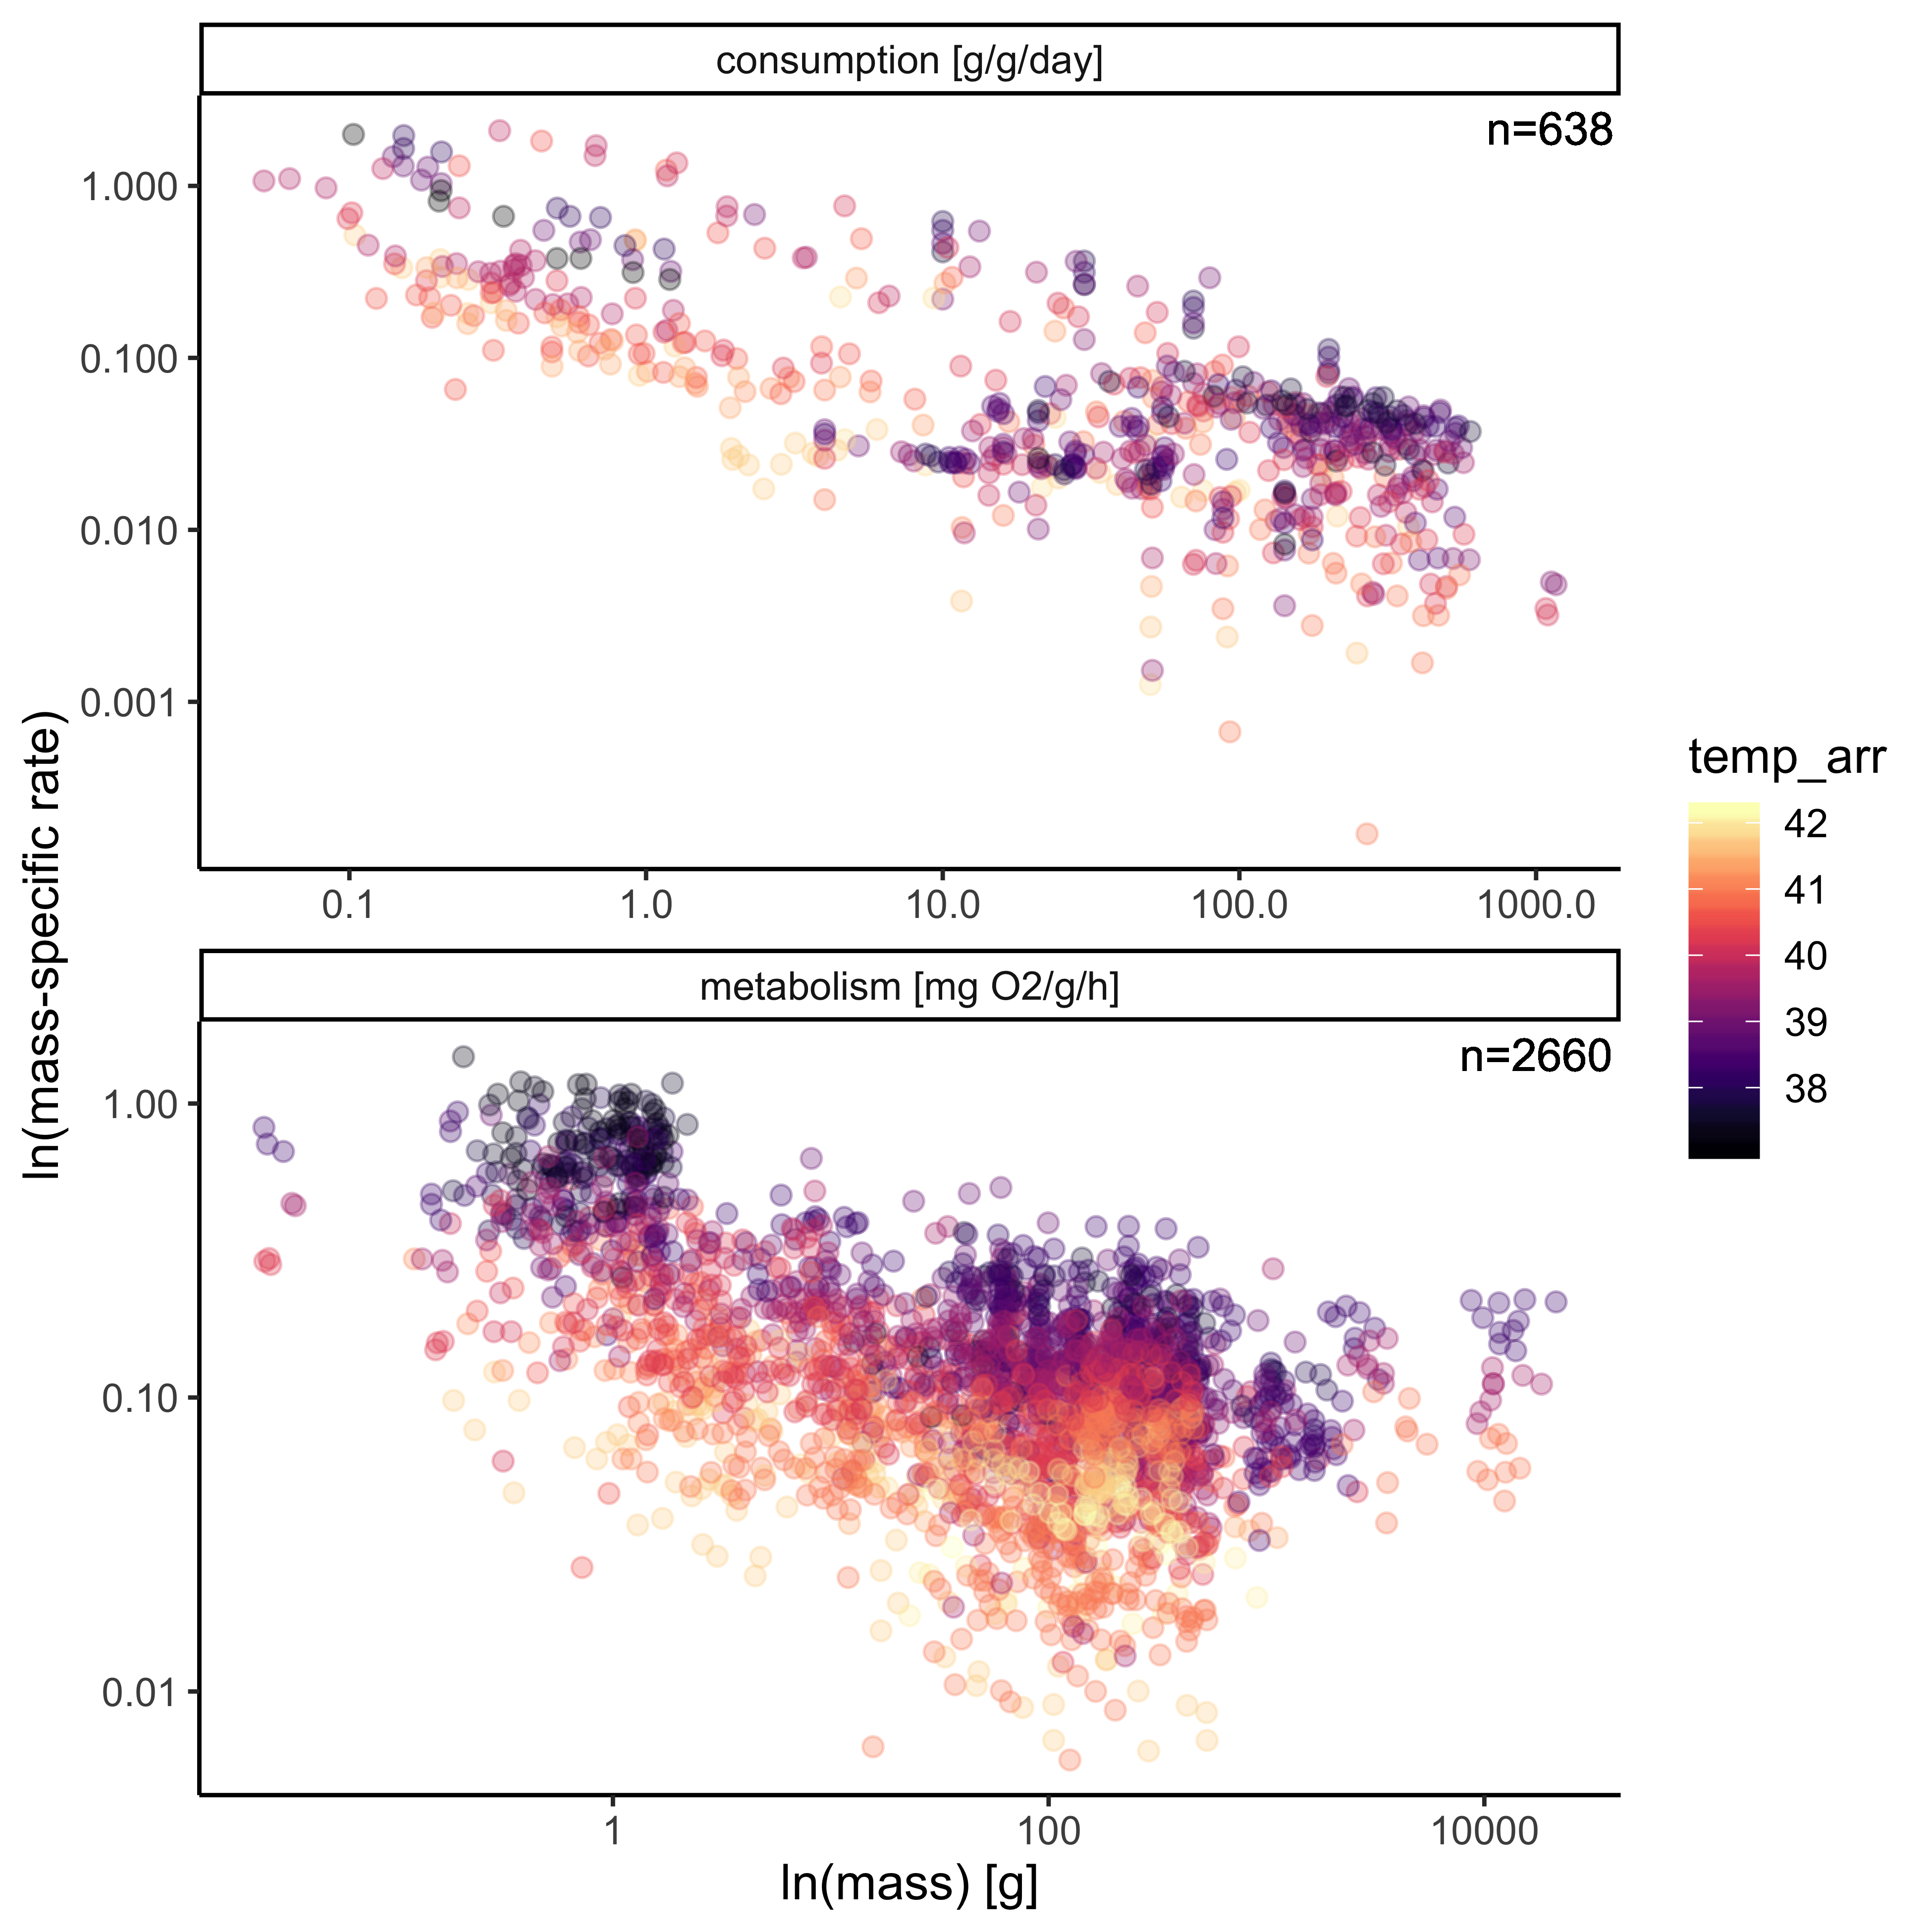 consumption [g/g/day]
n=638
1.000
0.100
0.010
0.001
0.1 1.0 10.0 100.0 1000.0
ln(mass-specific rate)
metabolism [mg O2/g/h]
n=2660
1.00
0.10
0.01
1 100 10000
ln(mass) [g]
temp_arr
42
41
40
39
38